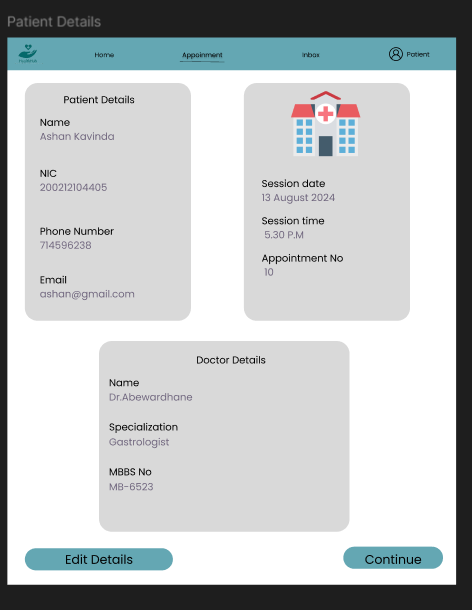 Patient Details
Home
Appoinment
Inbox
Patient
Patient Details
Name
Ashan Kavinda
NIC
200212104405
Phone Number
714596238
Email
ashan@gmail.com
Session date
13 August 2024
Session time
5.30 P.M
Appointment No
10
Doctor Details
Name
Dr.Abewardhane
Specialization
Gastrologist
MBBS No
MB-6523
Edit Details
Continue